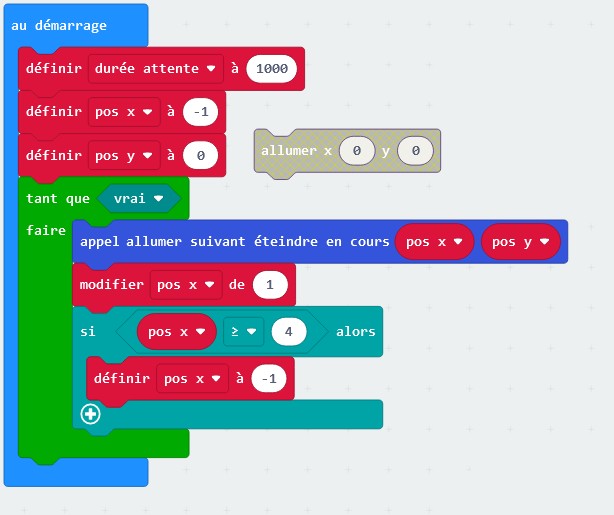 au démarrage
définir durée attente à 1000
définir pos x à -1
définir pos y à 0
allumer x 0 y 0
tant que vrai
faire
appel allumer suivant éteindre en cours pos x pos y
modifier pos x de 1
si pos x ≥ 4 alors
définir pos x à -1